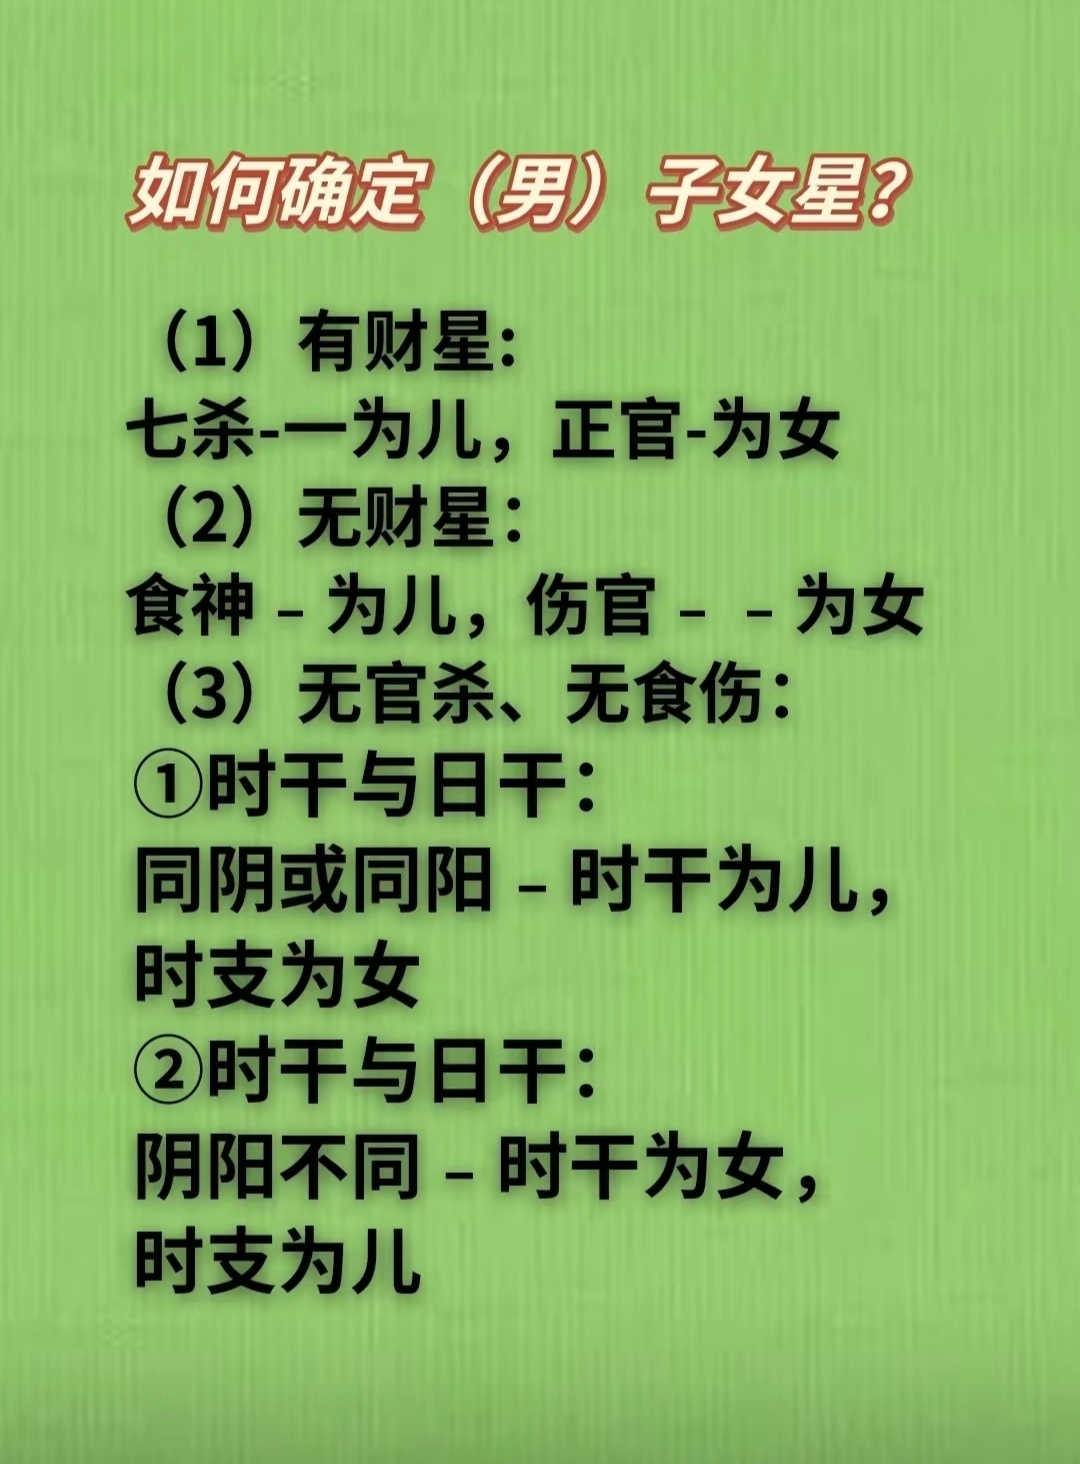 如何确定（男）子女星？
（1）有财星:
七杀-一为儿，正官-为女
（2）无财星：
食神－为儿，伤官－－为女
（3）无官杀、无食伤：
①时干与日干：
同阴或同阳－时干为儿，
时支为女
②时干与日干：
阴阳不同－时干为女，
时支为儿